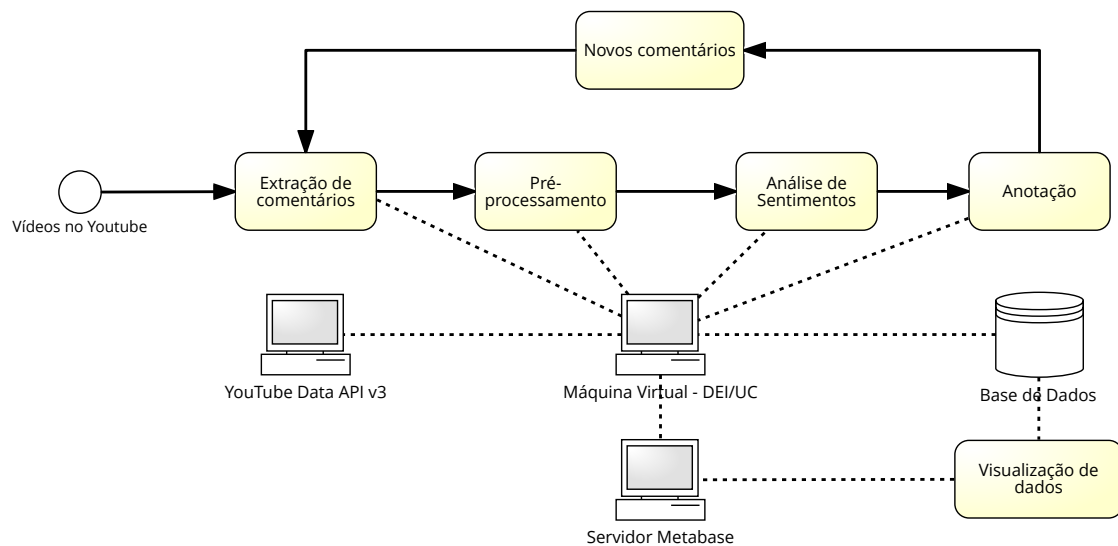 Novos comentários
Extração de
comentários
Pré-
processamento
Análise de
Sentimentos
Anotação
Vídeos no Youtube
YouTube Data API v3
Máquina Virtual - DEI/UC
Base de Dados
Visualização de
dados
Servidor Metabase